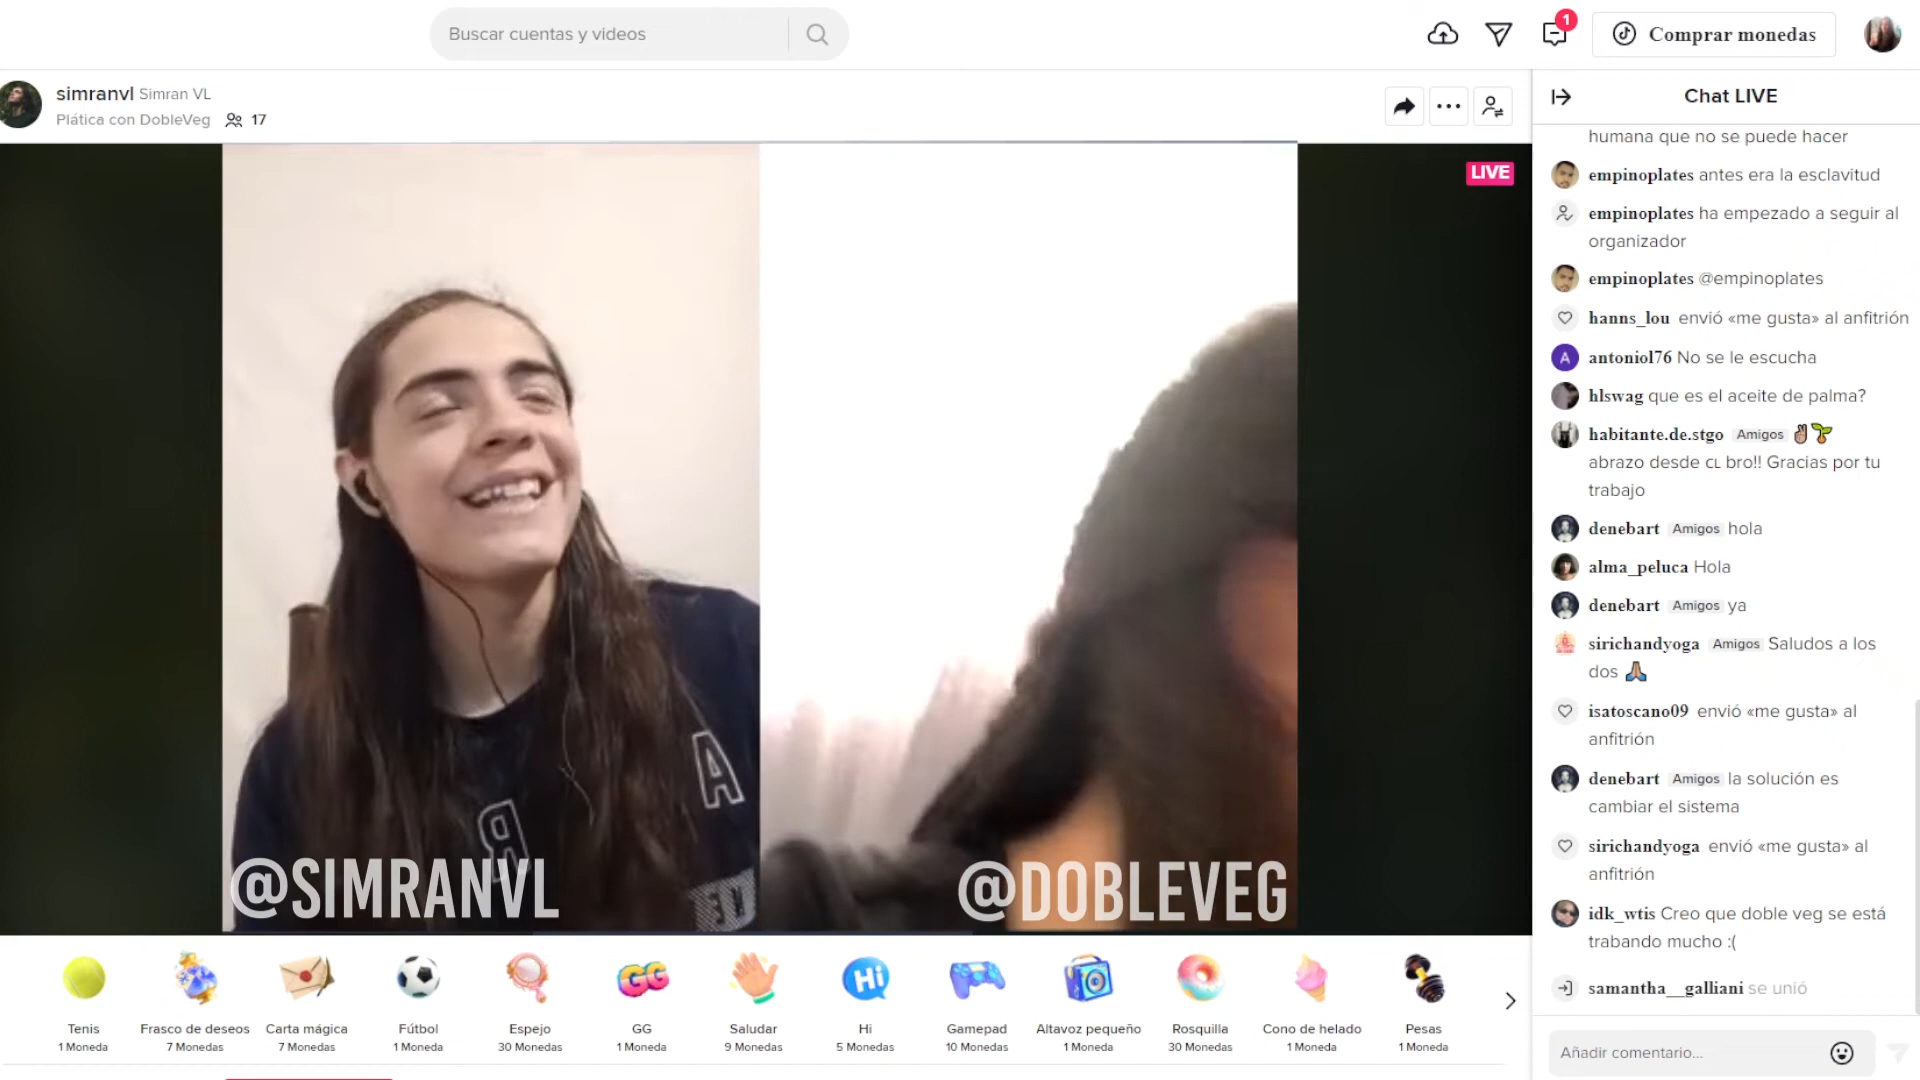 Buscar cuentas y videos
1
Comprar monedas
simranvl Simran VL
Plática con DobleVeg 17
LIVE
@SIMRANVL
@DOBLEVEG
A
R
Chat LIVE
humana que no se puede hacer
empinoplates antes era la esclavitud
empinoplates ha empezado a seguir al
organizador
empinoplates @empinoplates
hanns_lou envió «me gusta» al anfitrión
A antoniol76 No se le escucha
hlswag que es el aceite de palma?
habitante.de.stgo Amigos ✌🏽🌱
abrazo desde CL bro!! Gracias por tu
trabajo
denebart Amigos hola
alma_peluca Hola
denebart Amigos ya
sirichandyoga Amigos Saludos a los
dos 🙏🏽
isatoscano09 envió «me gusta» al
anfitrión
denebart Amigos la solución es
cambiar el sistema
sirichandyoga envió «me gusta» al
anfitrión
idk_wtis Creo que doble veg se está
trabando mucho :(
samantha__galliani se unió
Añadir comentario...
GG
Hi
Tenis Frasco de deseos Carta mágica Fútbol Espejo GG Saludar Hi Gamepad Altavoz pequeño Rosquilla Cono de helado Pesas
1 Moneda 7 Monedas 7 Monedas 1 Moneda 30 Monedas 1 Moneda 9 Monedas 5 Monedas 10 Monedas 1 Moneda 30 Monedas 1 Moneda 1 Moneda